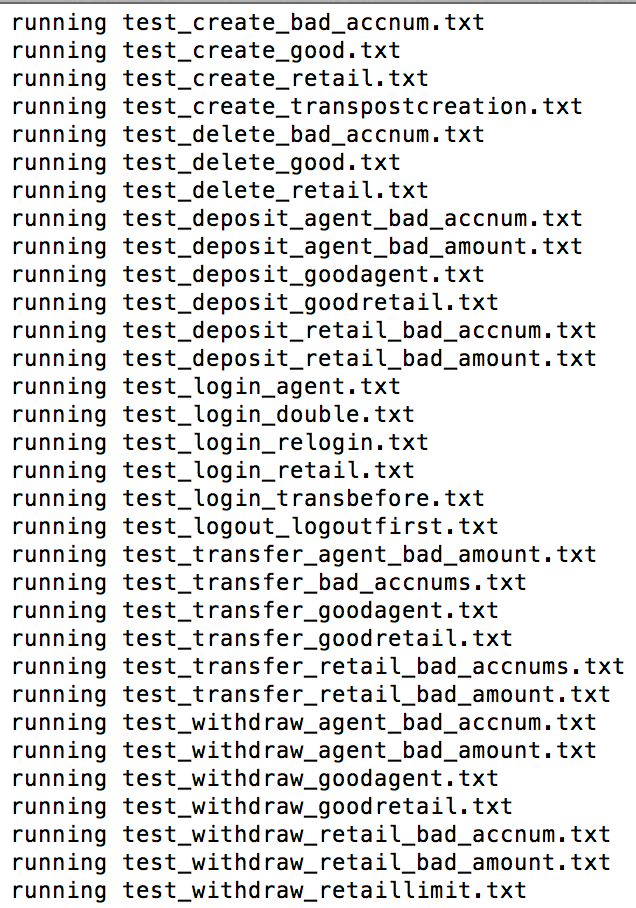 running test_create_bad_accnum.txt
running test_create_good.txt
running test_create_retail.txt
running test_create_transpostcreation.txt
running test_delete_bad_accnum.txt
running test_delete_good.txt
running test_delete_retail.txt
running test_deposit_agent_bad_accnum.txt
running test_deposit_agent_bad_amount.txt
running test_deposit_goodagent.txt
running test_deposit_goodretail.txt
running test_deposit_retail_bad_accnum.txt
running test_deposit_retail_bad_amount.txt
running test_login_agent.txt
running test_login_double.txt
running test_login_relogin.txt
running test_login_retail.txt
running test_login_transbefore.txt
running test_logout_logoutfirst.txt
running test_transfer_agent_bad_amount.txt
running test_transfer_bad_accnums.txt
running test_transfer_goodagent.txt
running test_transfer_goodretail.txt
running test_transfer_retail_bad_accnums.txt
running test_transfer_retail_bad_amount.txt
running test_withdraw_agent_bad_accnum.txt
running test_withdraw_agent_bad_amount.txt
running test_withdraw_goodagent.txt
running test_withdraw_goodretail.txt
running test_withdraw_retail_bad_accnum.txt
running test_withdraw_retail_bad_amount.txt
running test_withdraw_retaillimit.txt